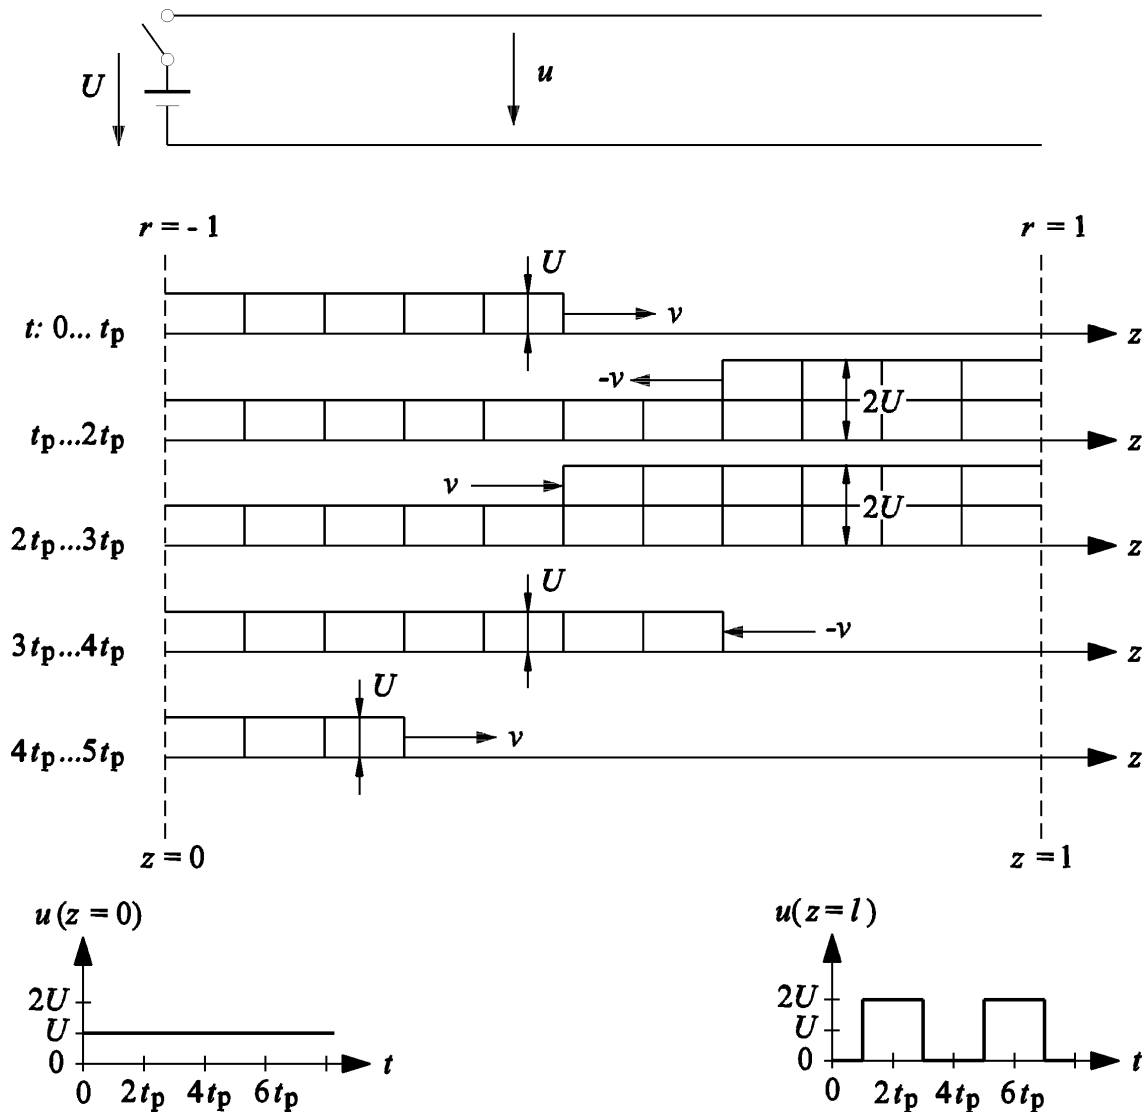 U
u
r = - 1
r = 1
U
v
t: 0... tp
z
-v
2U
tp...2tp
z
v
2U
2tp...3tp
z
U
-v
3tp...4tp
z
U
v
4tp...5tp
z
z = 0
z = 1
u(z = 0)
u(z = l)
2U
U
0
t
0 2tp 4tp 6tp
2U
U
0
t
0 2tp 4tp 6tp